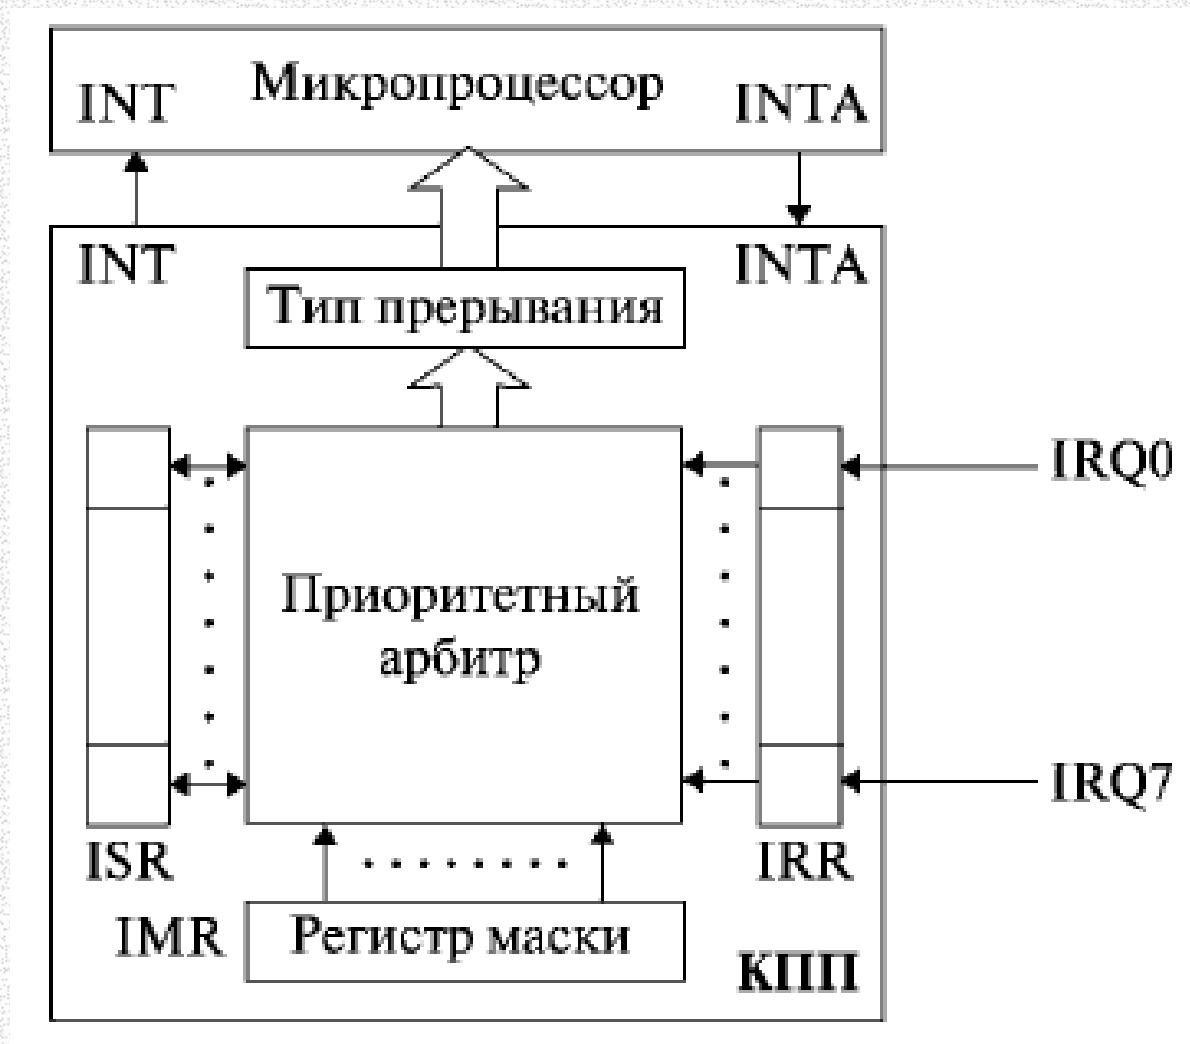 INT Микропроцессор INTA
INT INTA
Тип прерывания
IRQ0
Приоритетный
арбитр
IRQ7
ISR IRR
IMR Регистр маски
КПП